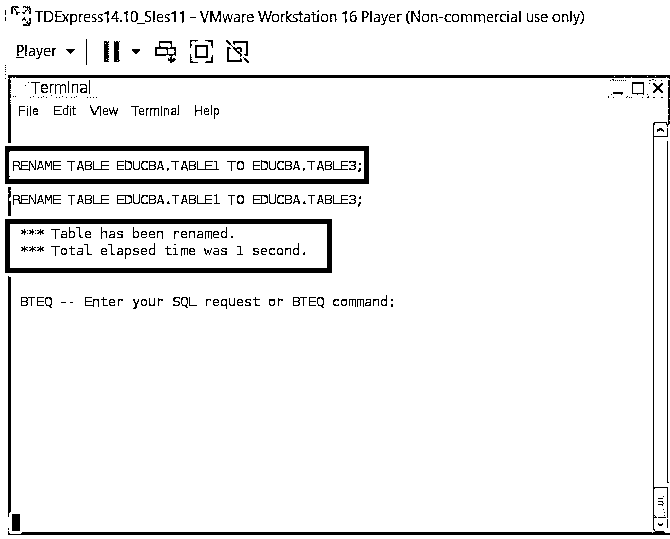 TDExpress14.10_Sles11 - VMware Workstation 16 Player (Non-commercial use only)
Player
Terminal
File Edit View Terminal Help
RENAME TABLE EDUCBA.TABLE1 TO EDUCBA.TABLE3;
RENAME TABLE EDUCBA.TABLE1 TO EDUCBA.TABLE3;
*** Table has been renamed.
*** Total elapsed time was 1 second.
BTEQ -- Enter your SQL request or BTEQ command: